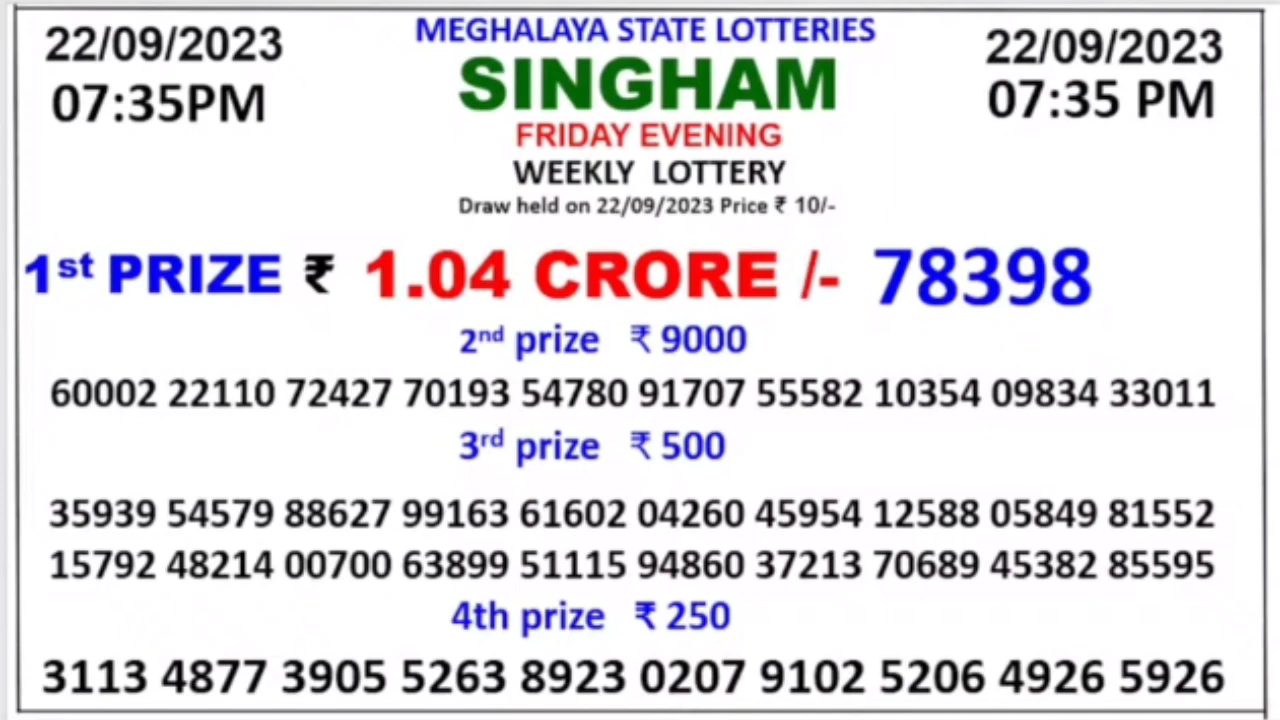 22/09/2023 MEGHALAYA STATE LOTTERIES 22/09/2023
07:35PM SINGHAM 07:35 PM
FRIDAY EVENING
WEEKLY LOTTERY
Draw held on 22/09/2023 Price ₹ 10/-
1st PRIZE ₹ 1.04 CRORE /- 78398
2nd prize ₹ 9000
60002 22110 72427 70193 54780 91707 55582 10354 09834 33011
3rd prize ₹ 500
35939 54579 88627 99163 61602 04260 45954 12588 05849 81552
15792 48214 00700 63899 51115 94860 37213 70689 45382 85595
4th prize ₹ 250
3113 4877 3905 5263 8923 0207 9102 5206 4926 5926